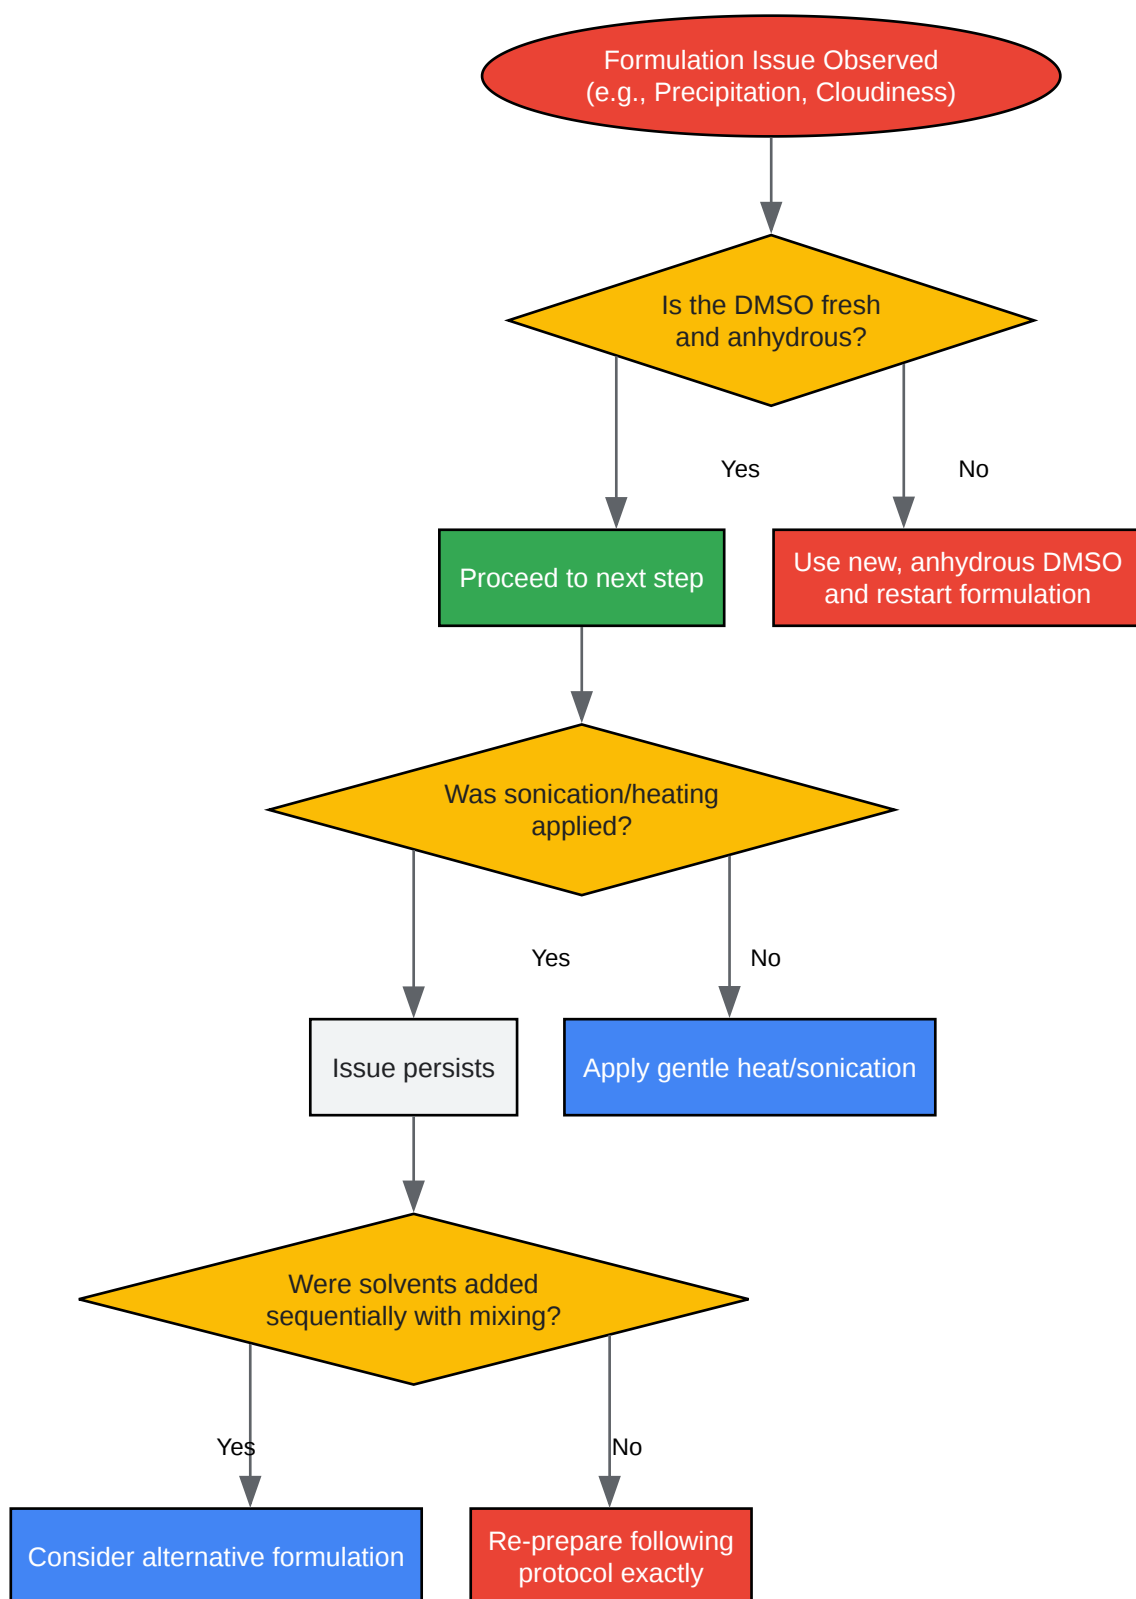 Formulation Issue Observed
(e.g., Precipitation, Cloudiness)
Is the DMSO fresh
and anhydrous?
Yes
No
Proceed to next step
Use new, anhydrous DMSO
and restart formulation
Was sonication/heating
applied?
Yes
No
Issue persists
Apply gentle heat/sonication
Were solvents added
sequentially with mixing?
Yes
No
Consider alternative formulation
Re-prepare following
protocol exactly